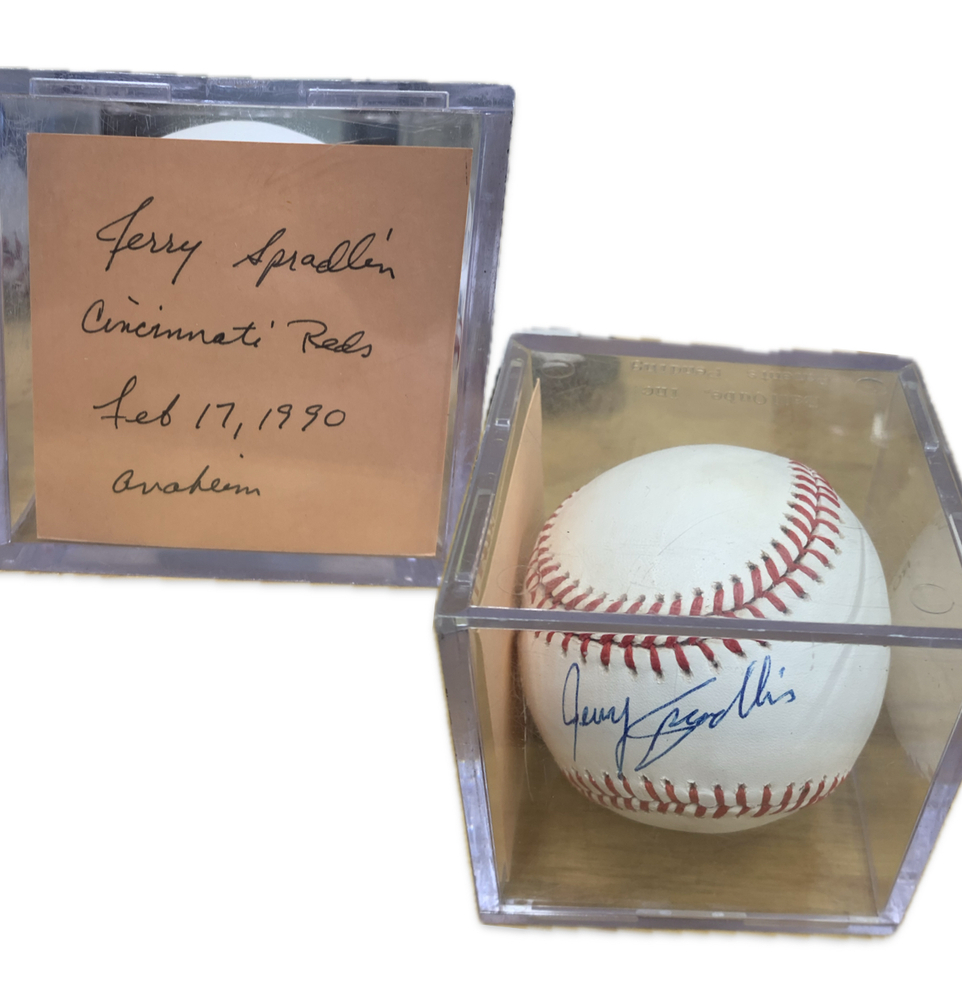 Jerry Spradlin
Cincinnati Reds
Feb 17, 1990
Anaheim
Jerry Spradlin